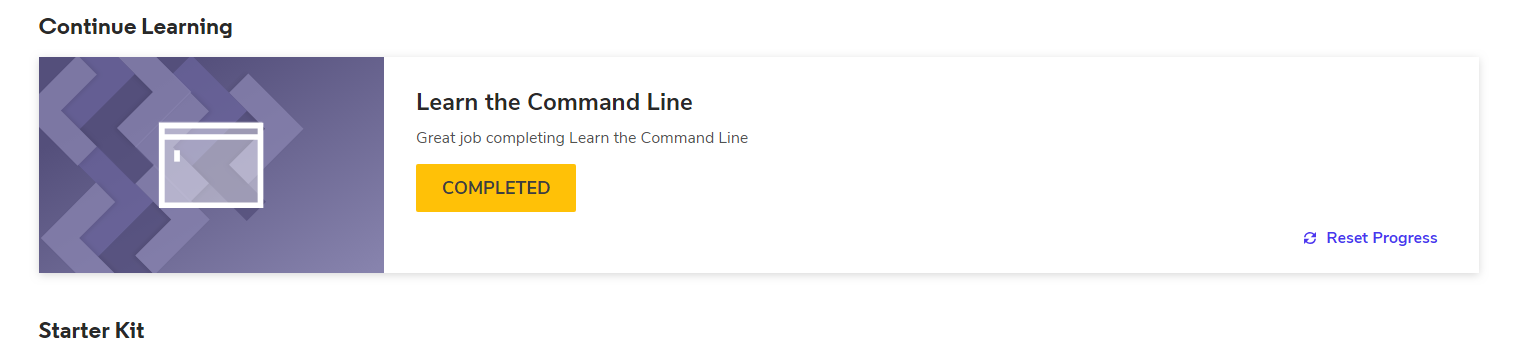 Continue Learning
Learn the Command Line
Great job completing Learn the Command Line
COMPLETED
Reset Progress
Starter Kit